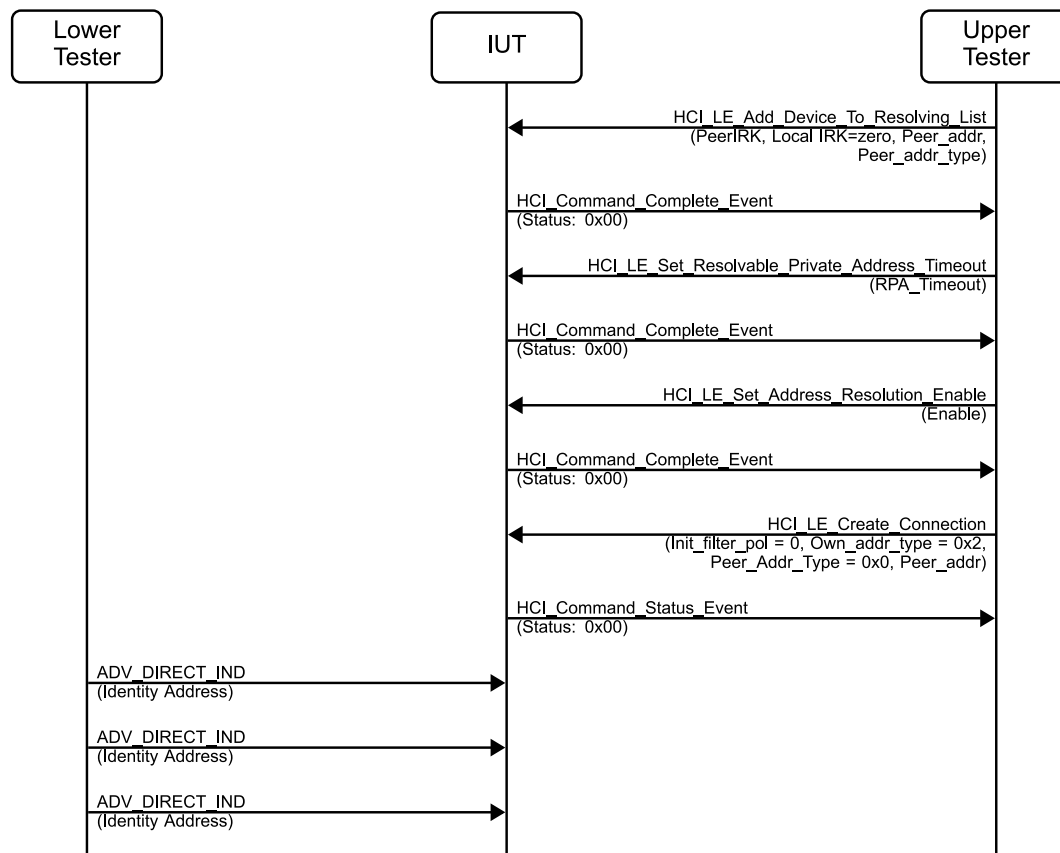 Lower
Tester
IUT
Upper
Tester
HCI_LE_Add_Device_To_Resolving_List
(PeerIRK, Local IRK=zero, Peer_addr,
Peer_addr_type)
HCI_Command_Complete_Event
(Status: 0x00)
HCI_LE_Set_Resolvable_Private_Address_Timeout
(RPA_Timeout)
HCI_Command_Complete_Event
(Status: 0x00)
HCI_LE_Set_Address_Resolution_Enable
(Enable)
HCI_Command_Complete_Event
(Status: 0x00)
HCI_LE_Create_Connection
(Init_filter_pol = 0, Own_addr_type = 0x2,
Peer_Addr_Type = 0x0, Peer_addr)
HCI_Command_Status_Event
(Status: 0x00)
ADV_DIRECT_IND
(Identity Address)
ADV_DIRECT_IND
(Identity Address)
ADV_DIRECT_IND
(Identity Address)